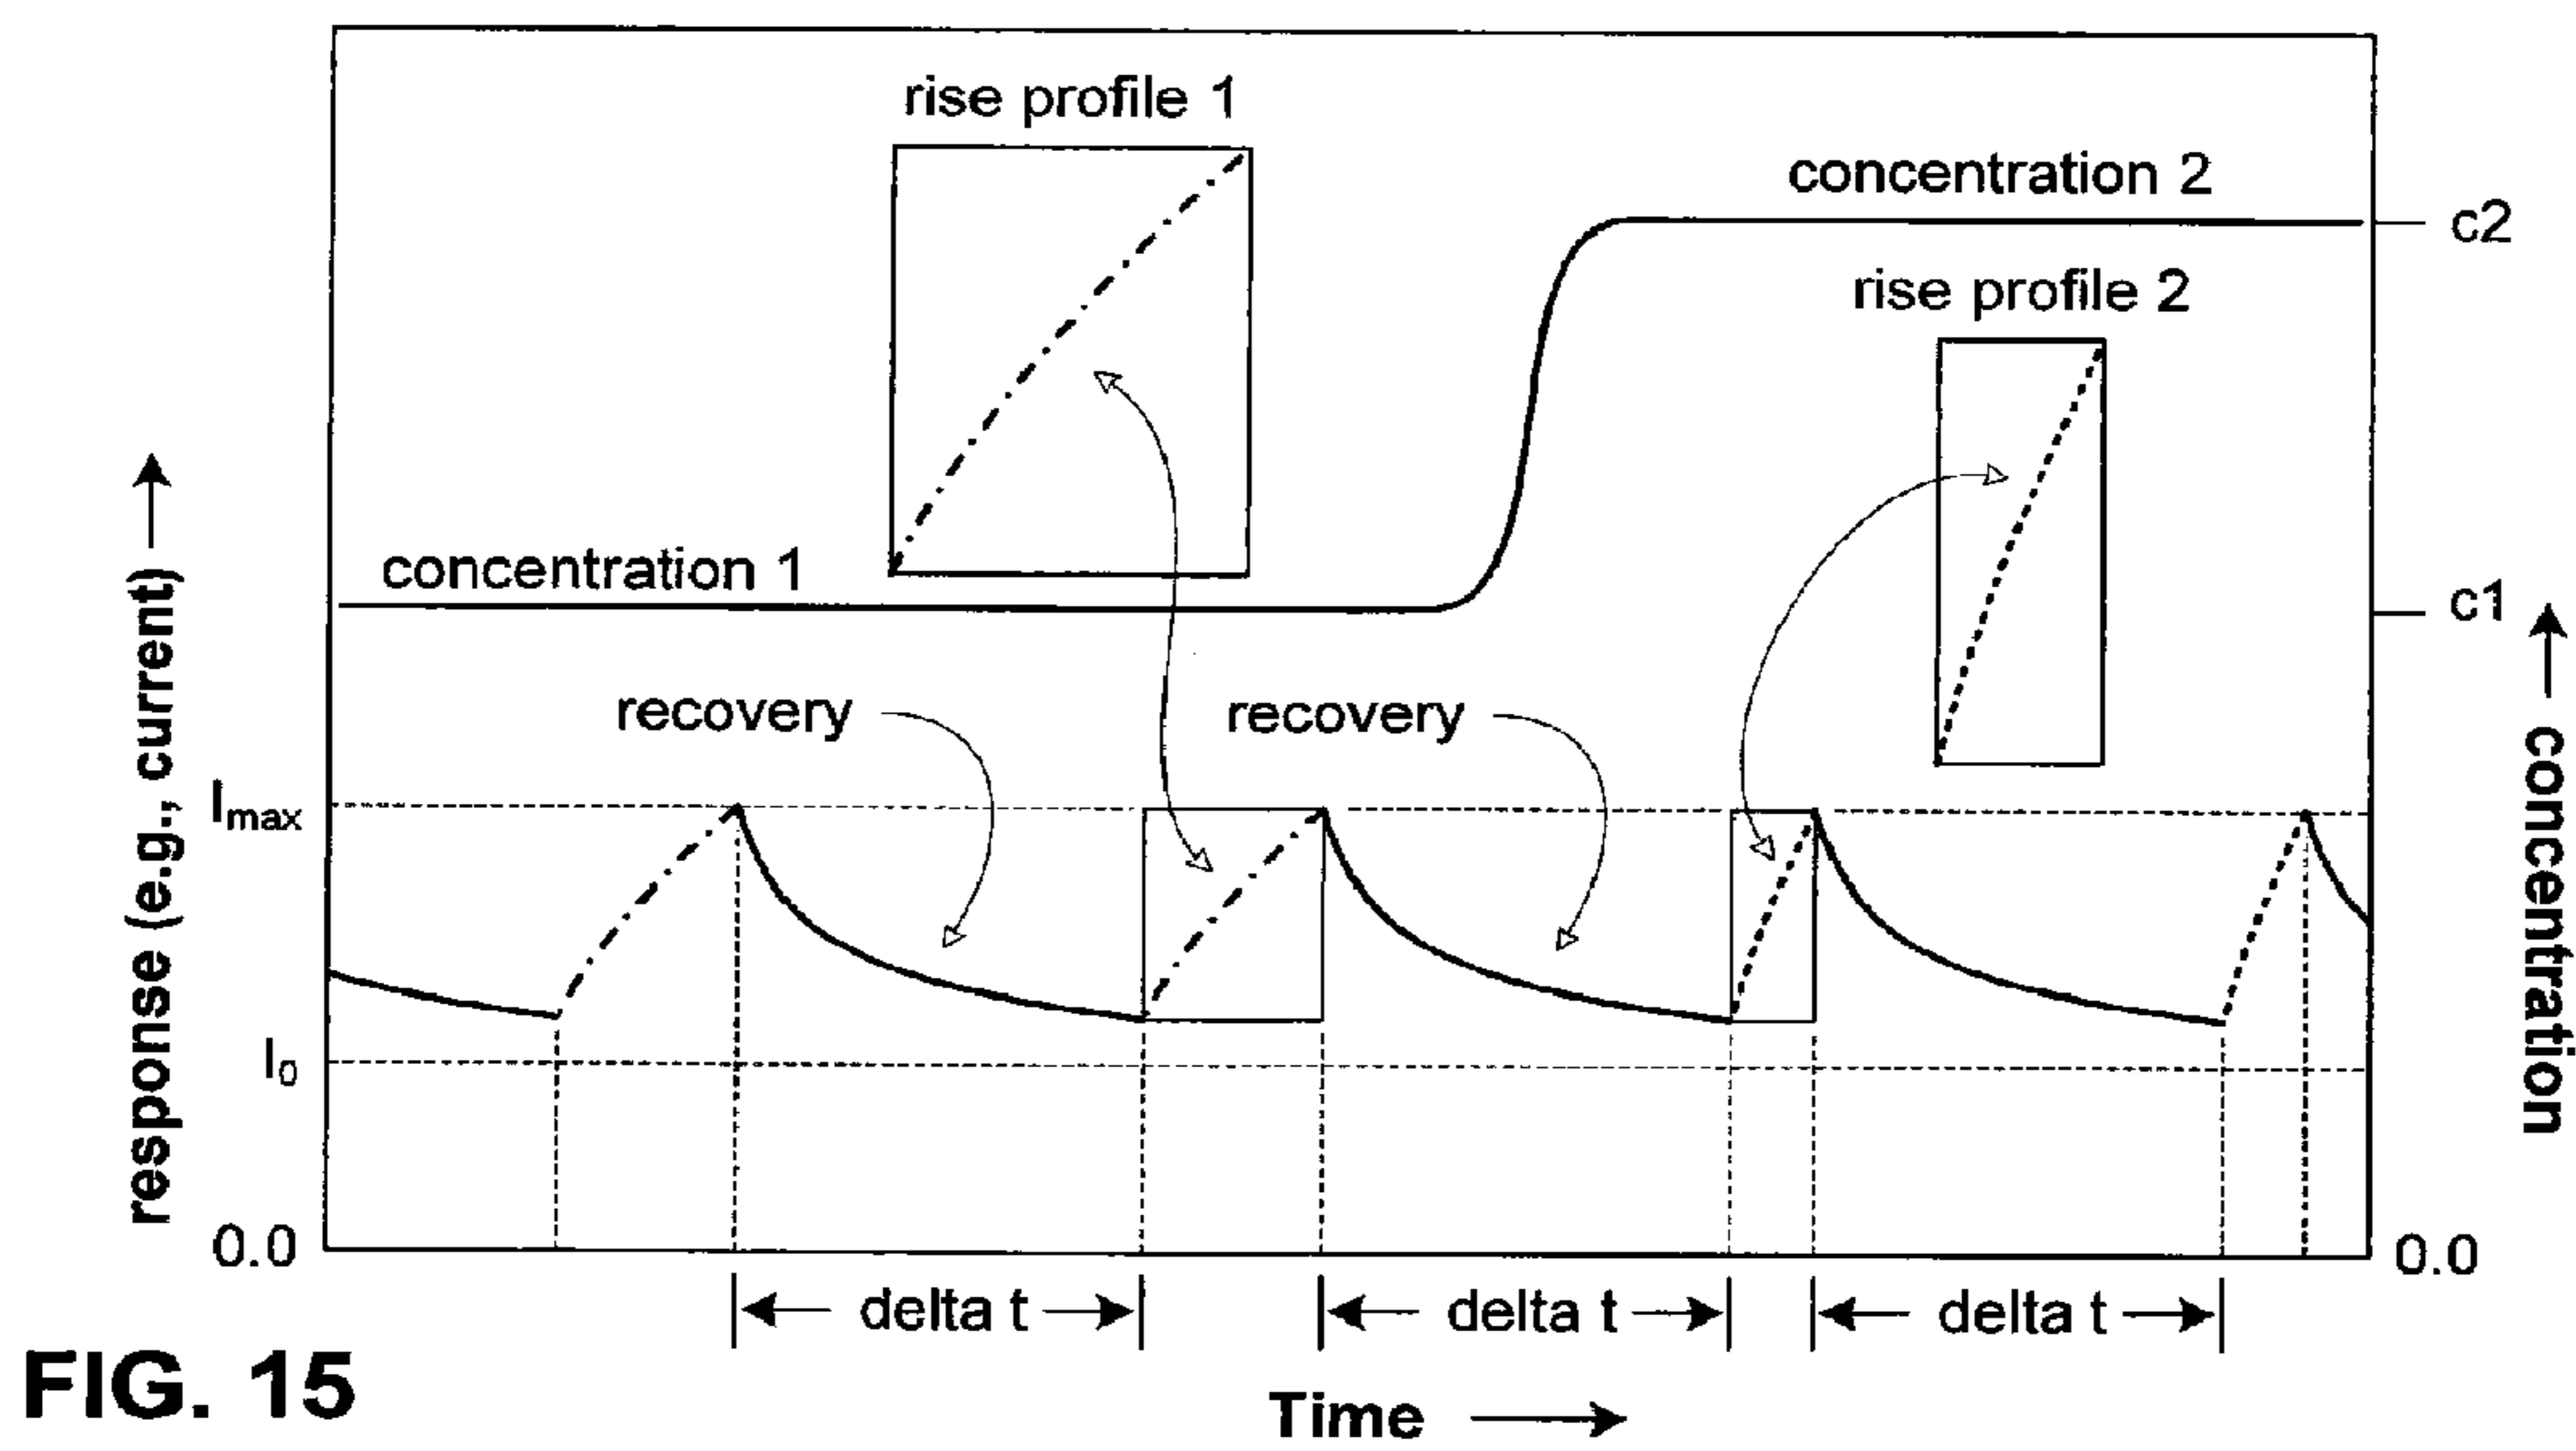 rise profile 1
concentration 2
c2
rise profile 2
concentration 1
c1
recovery
recovery
response (e.g., current)
concentration
Imax
I0
0.0
0.0
delta t
delta t
delta t
FIG. 15
Time